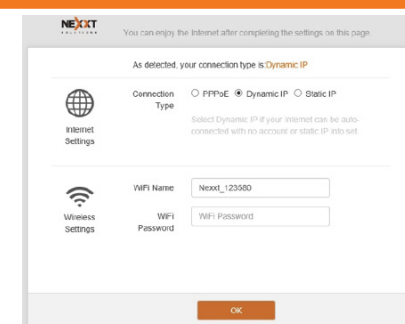 NEXXT
SOLUTIONS
You can enjoy the Internet after completing the settings on this page.
As detected, your connection type is:Dynamic IP
Connection Type
PPPoE Dynamic IP Static IP
Select Dynamic IP if your internet can be auto-
connected with no account or static IP info set
Internet
Settings
WiFi Name
Nexxt_123580
WiFi
Password
WiFi Password
Wireless
Settings
OK